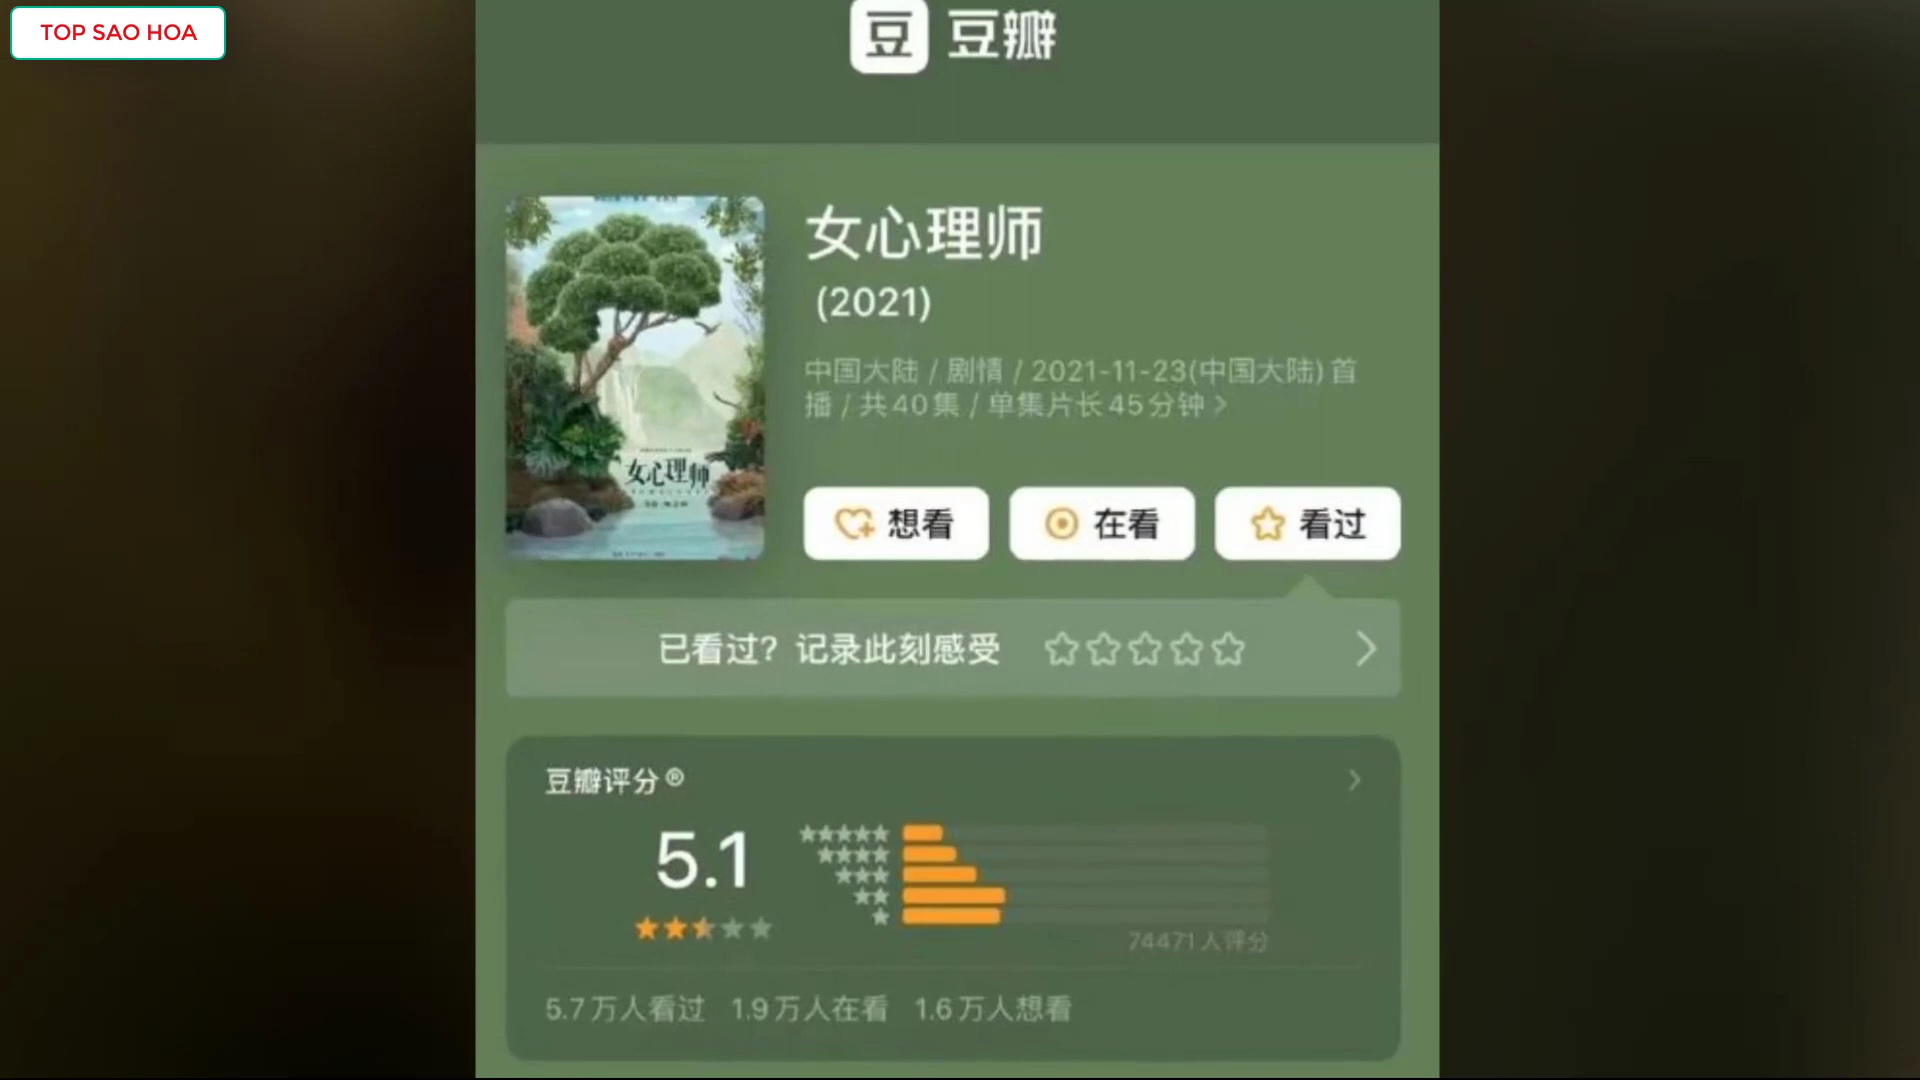 TOP SAO HOA
豆 豆瓣
女心理师
(2021)
中国大陆 / 剧情 / 2021-11-23(中国大陆)首
播 / 共40集 / 单集片长45分钟 >
女心理师
想看
在看
看过
已看过? 记录此刻感受
豆瓣评分®
5.1
74471人评分
5.7万人看过 1.9万人在看 1.6万人想看